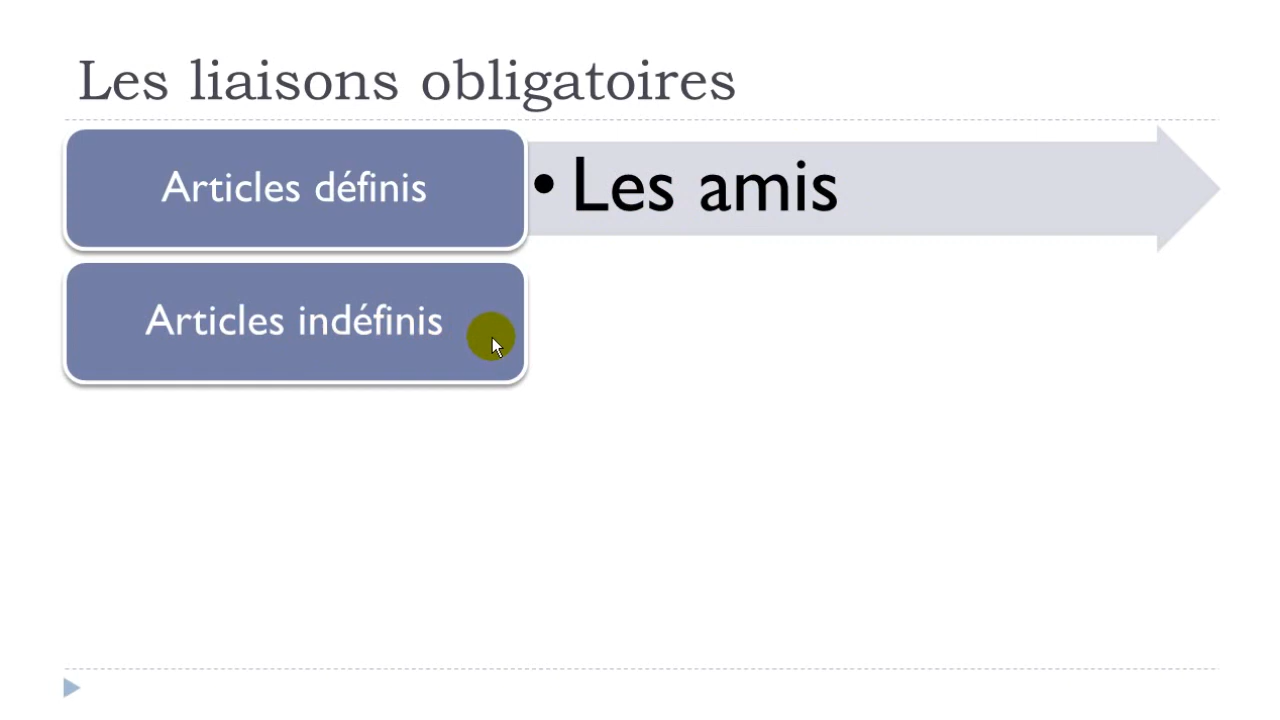 Les liaisons obligatoires
Articles définis
• Les amis
Articles indéfinis